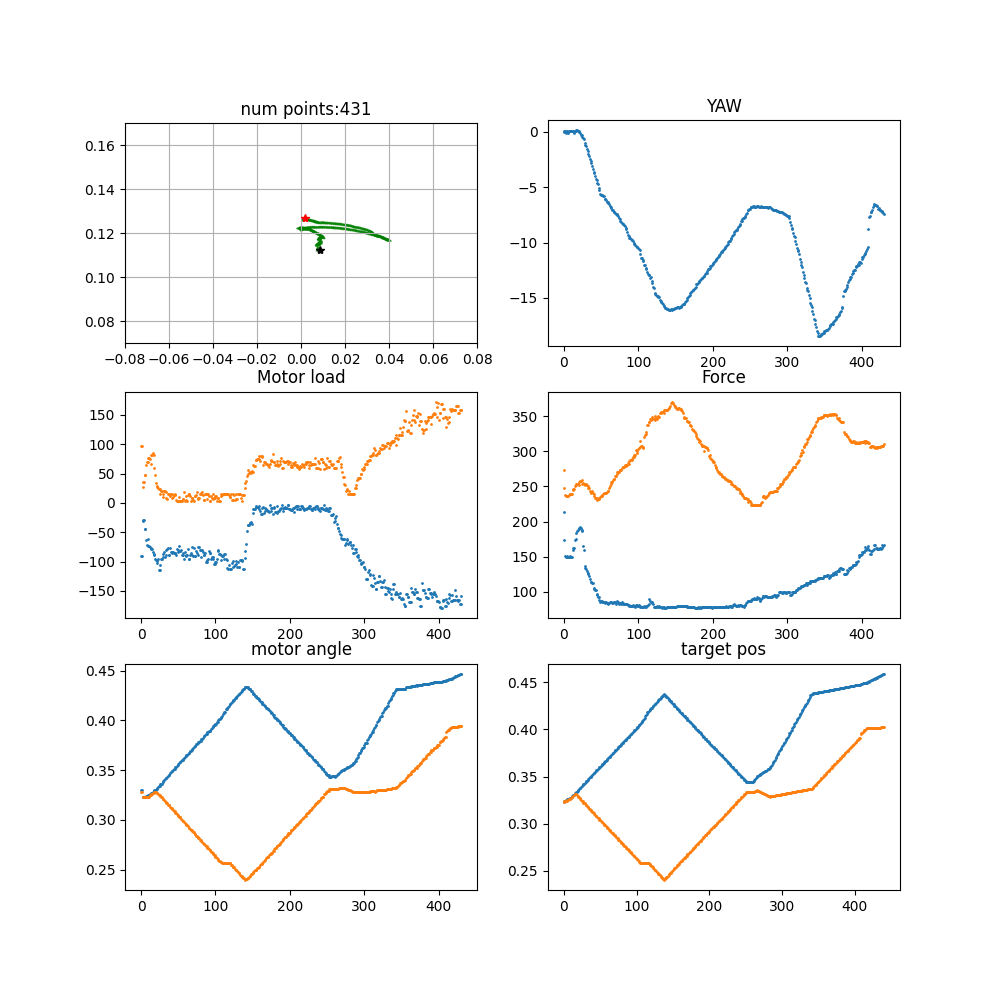 num points:431
0.16
0.14
0.12
0.10
0.08
−0.08 −0.06 −0.04 −0.02 0.00 0.02 0.04 0.06 0.08
YAW
0
−5
−10
−15
0 100 200 300 400
Motor load
150
100
50
0
−50
−100
−150
0 100 200 300 400
Force
350
300
250
200
150
100
0 100 200 300 400
motor angle
0.45
0.40
0.35
0.30
0.25
0 100 200 300 400
target pos
0.45
0.40
0.35
0.30
0.25
0 100 200 300 400